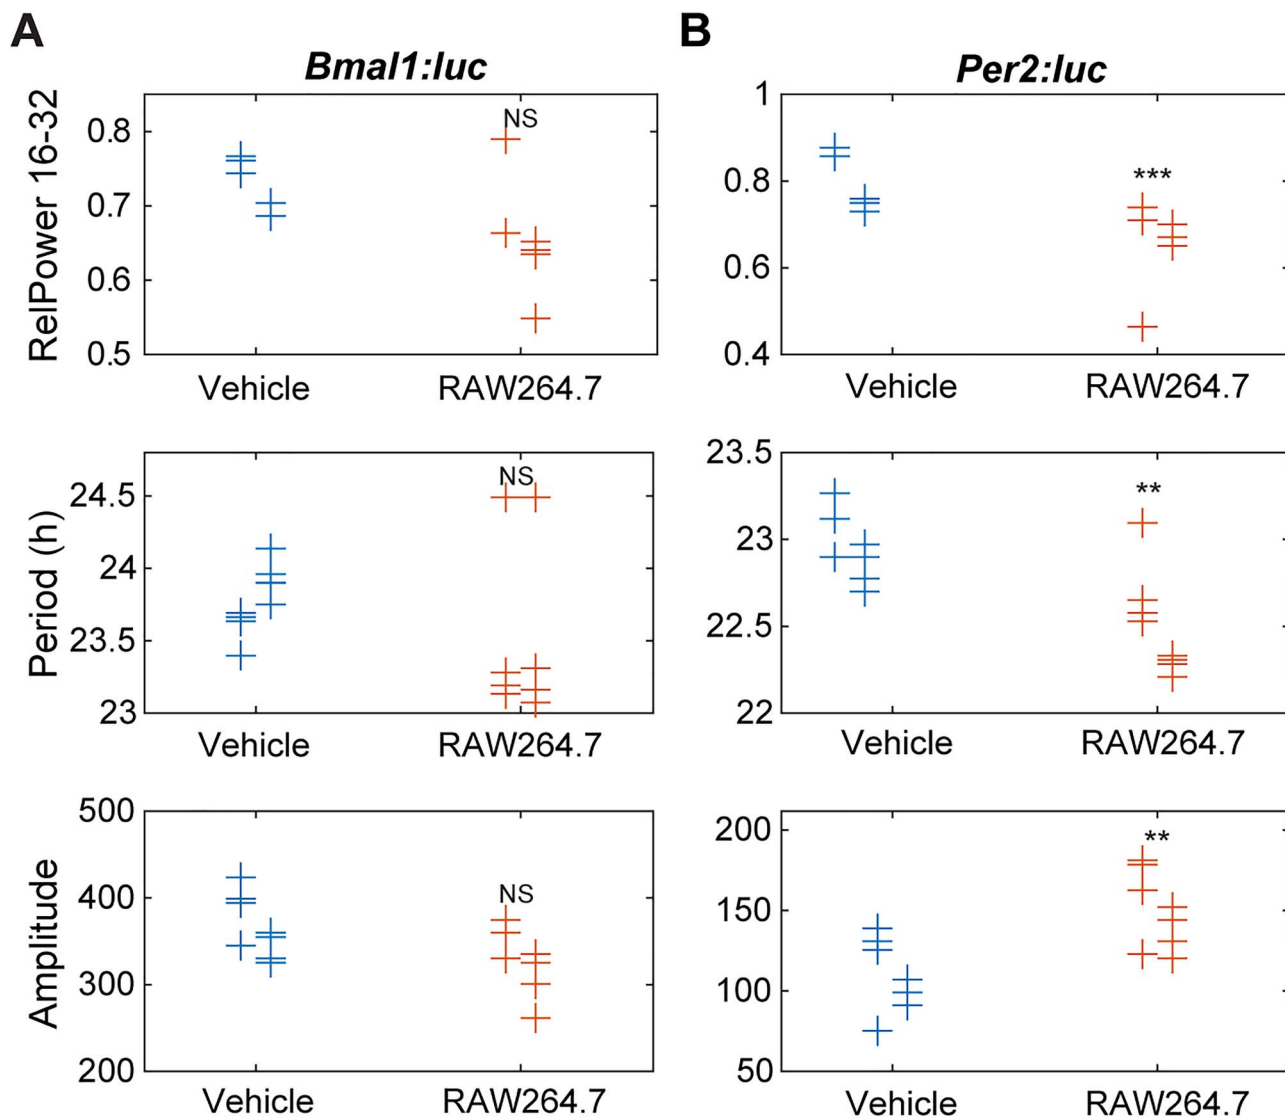 A
B
Bmal1:luc
Per2:luc
RelPower 16-32
0.8
0.7
0.6
0.5
NS
Vehicle
RAW264.7
1
0.8
0.6
0.4
***
Vehicle
RAW264.7
Period (h)
24.5
24
23.5
23
NS
Vehicle
RAW264.7
23.5
23
22.5
22
**
Vehicle
RAW264.7
Amplitude
500
400
300
200
NS
Vehicle
RAW264.7
200
150
100
50
**
Vehicle
RAW264.7